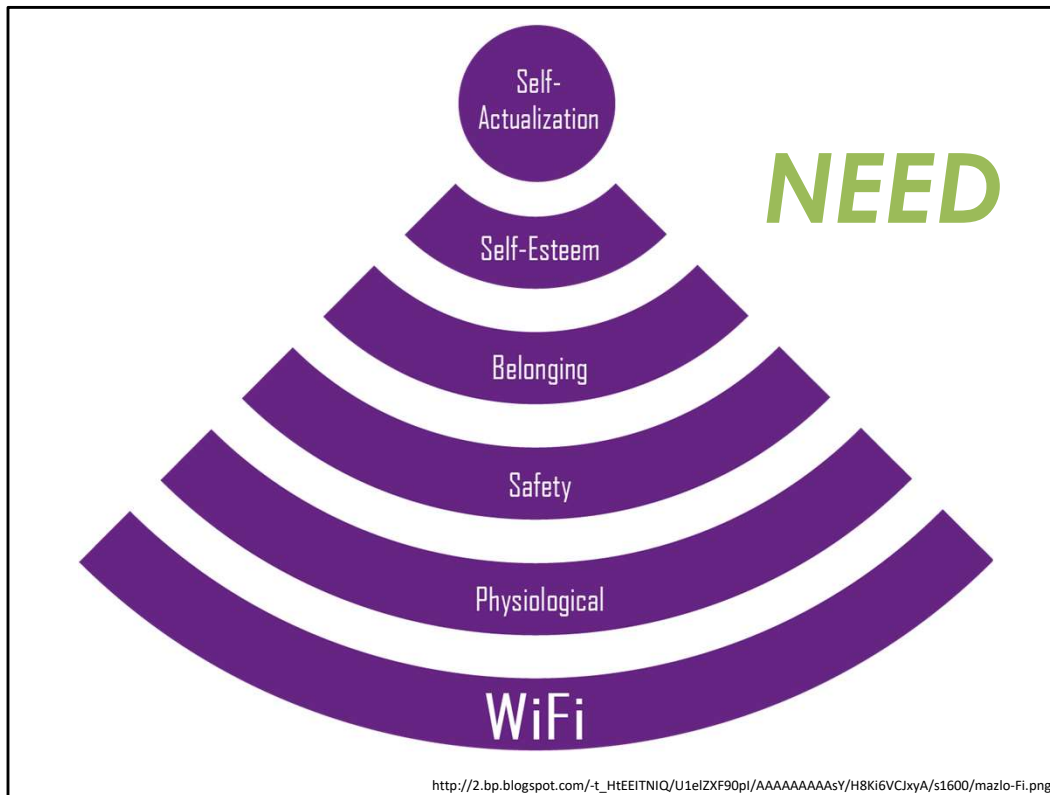 Self-
Actualization
NEED
Self-Esteem
Belonging
Safety
Physiological
WiFi
http://2.bp.blogspot.com/-t_HtEEITNIQ/U1elZXF90pI/AAAAAAAAAsY/H8Ki6VCJxyA/s1600/mazlo-Fi.png